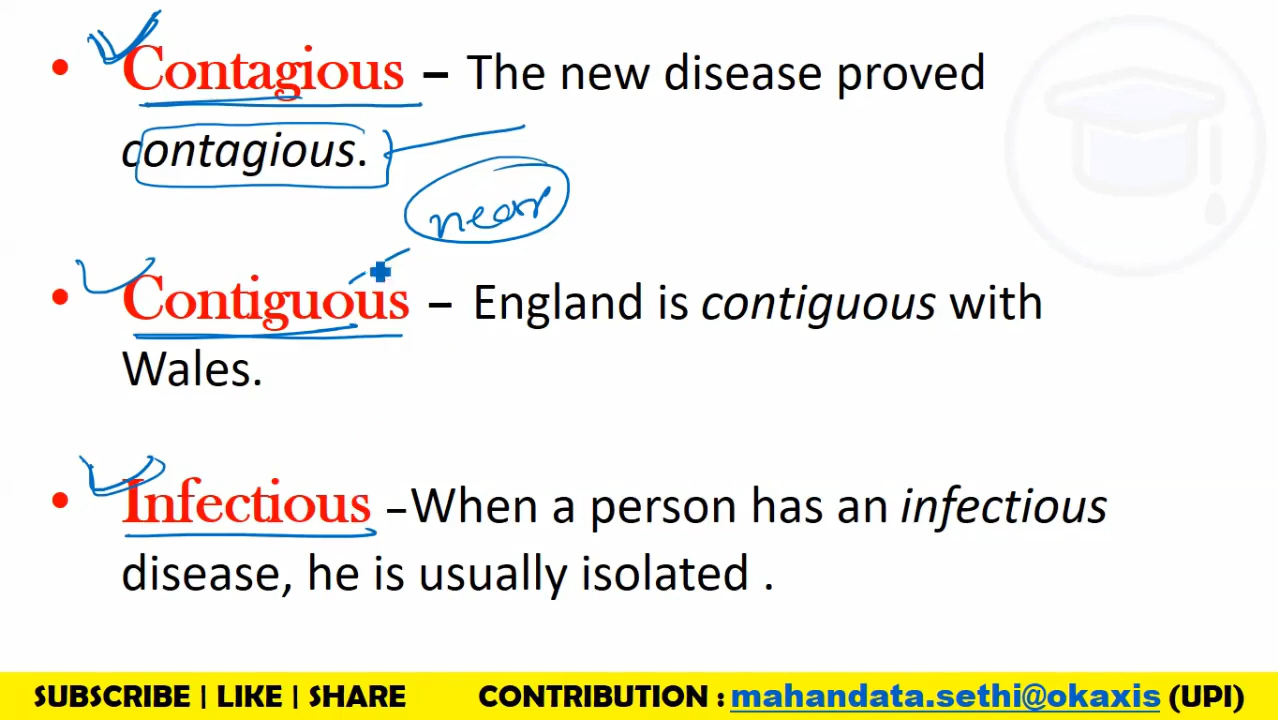 • Contagious – The new disease proved
contagious.
near
• Contiguous – England is contiguous with
Wales.
• Infectious –When a person has an infectious
disease, he is usually isolated .
SUBSCRIBE | LIKE | SHARE CONTRIBUTION : mahandata.sethi@okaxis (UPI)